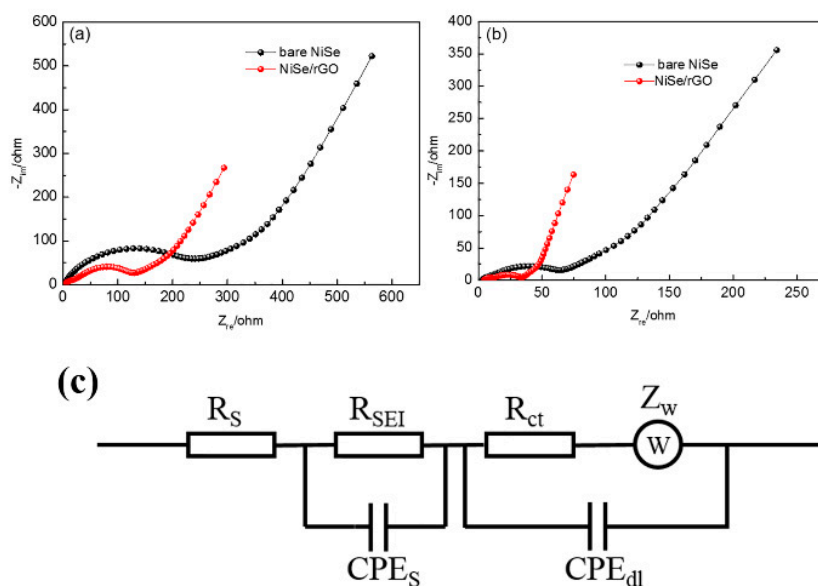 (a)
bare NiSe
NiSe/rGO
-Z_Im/ohm
600
500
400
300
200
100
0
0 100 200 300 400 500 600
Z_re/ohm
(b)
bare NiSe
NiSe/rGO
-Z_Im/ohm
400
350
300
250
200
150
100
50
0
0 50 100 150 200 250
Z_re/ohm
(c)
R_S R_SEI R_ct Z_w
W
CPE_S CPE_dl